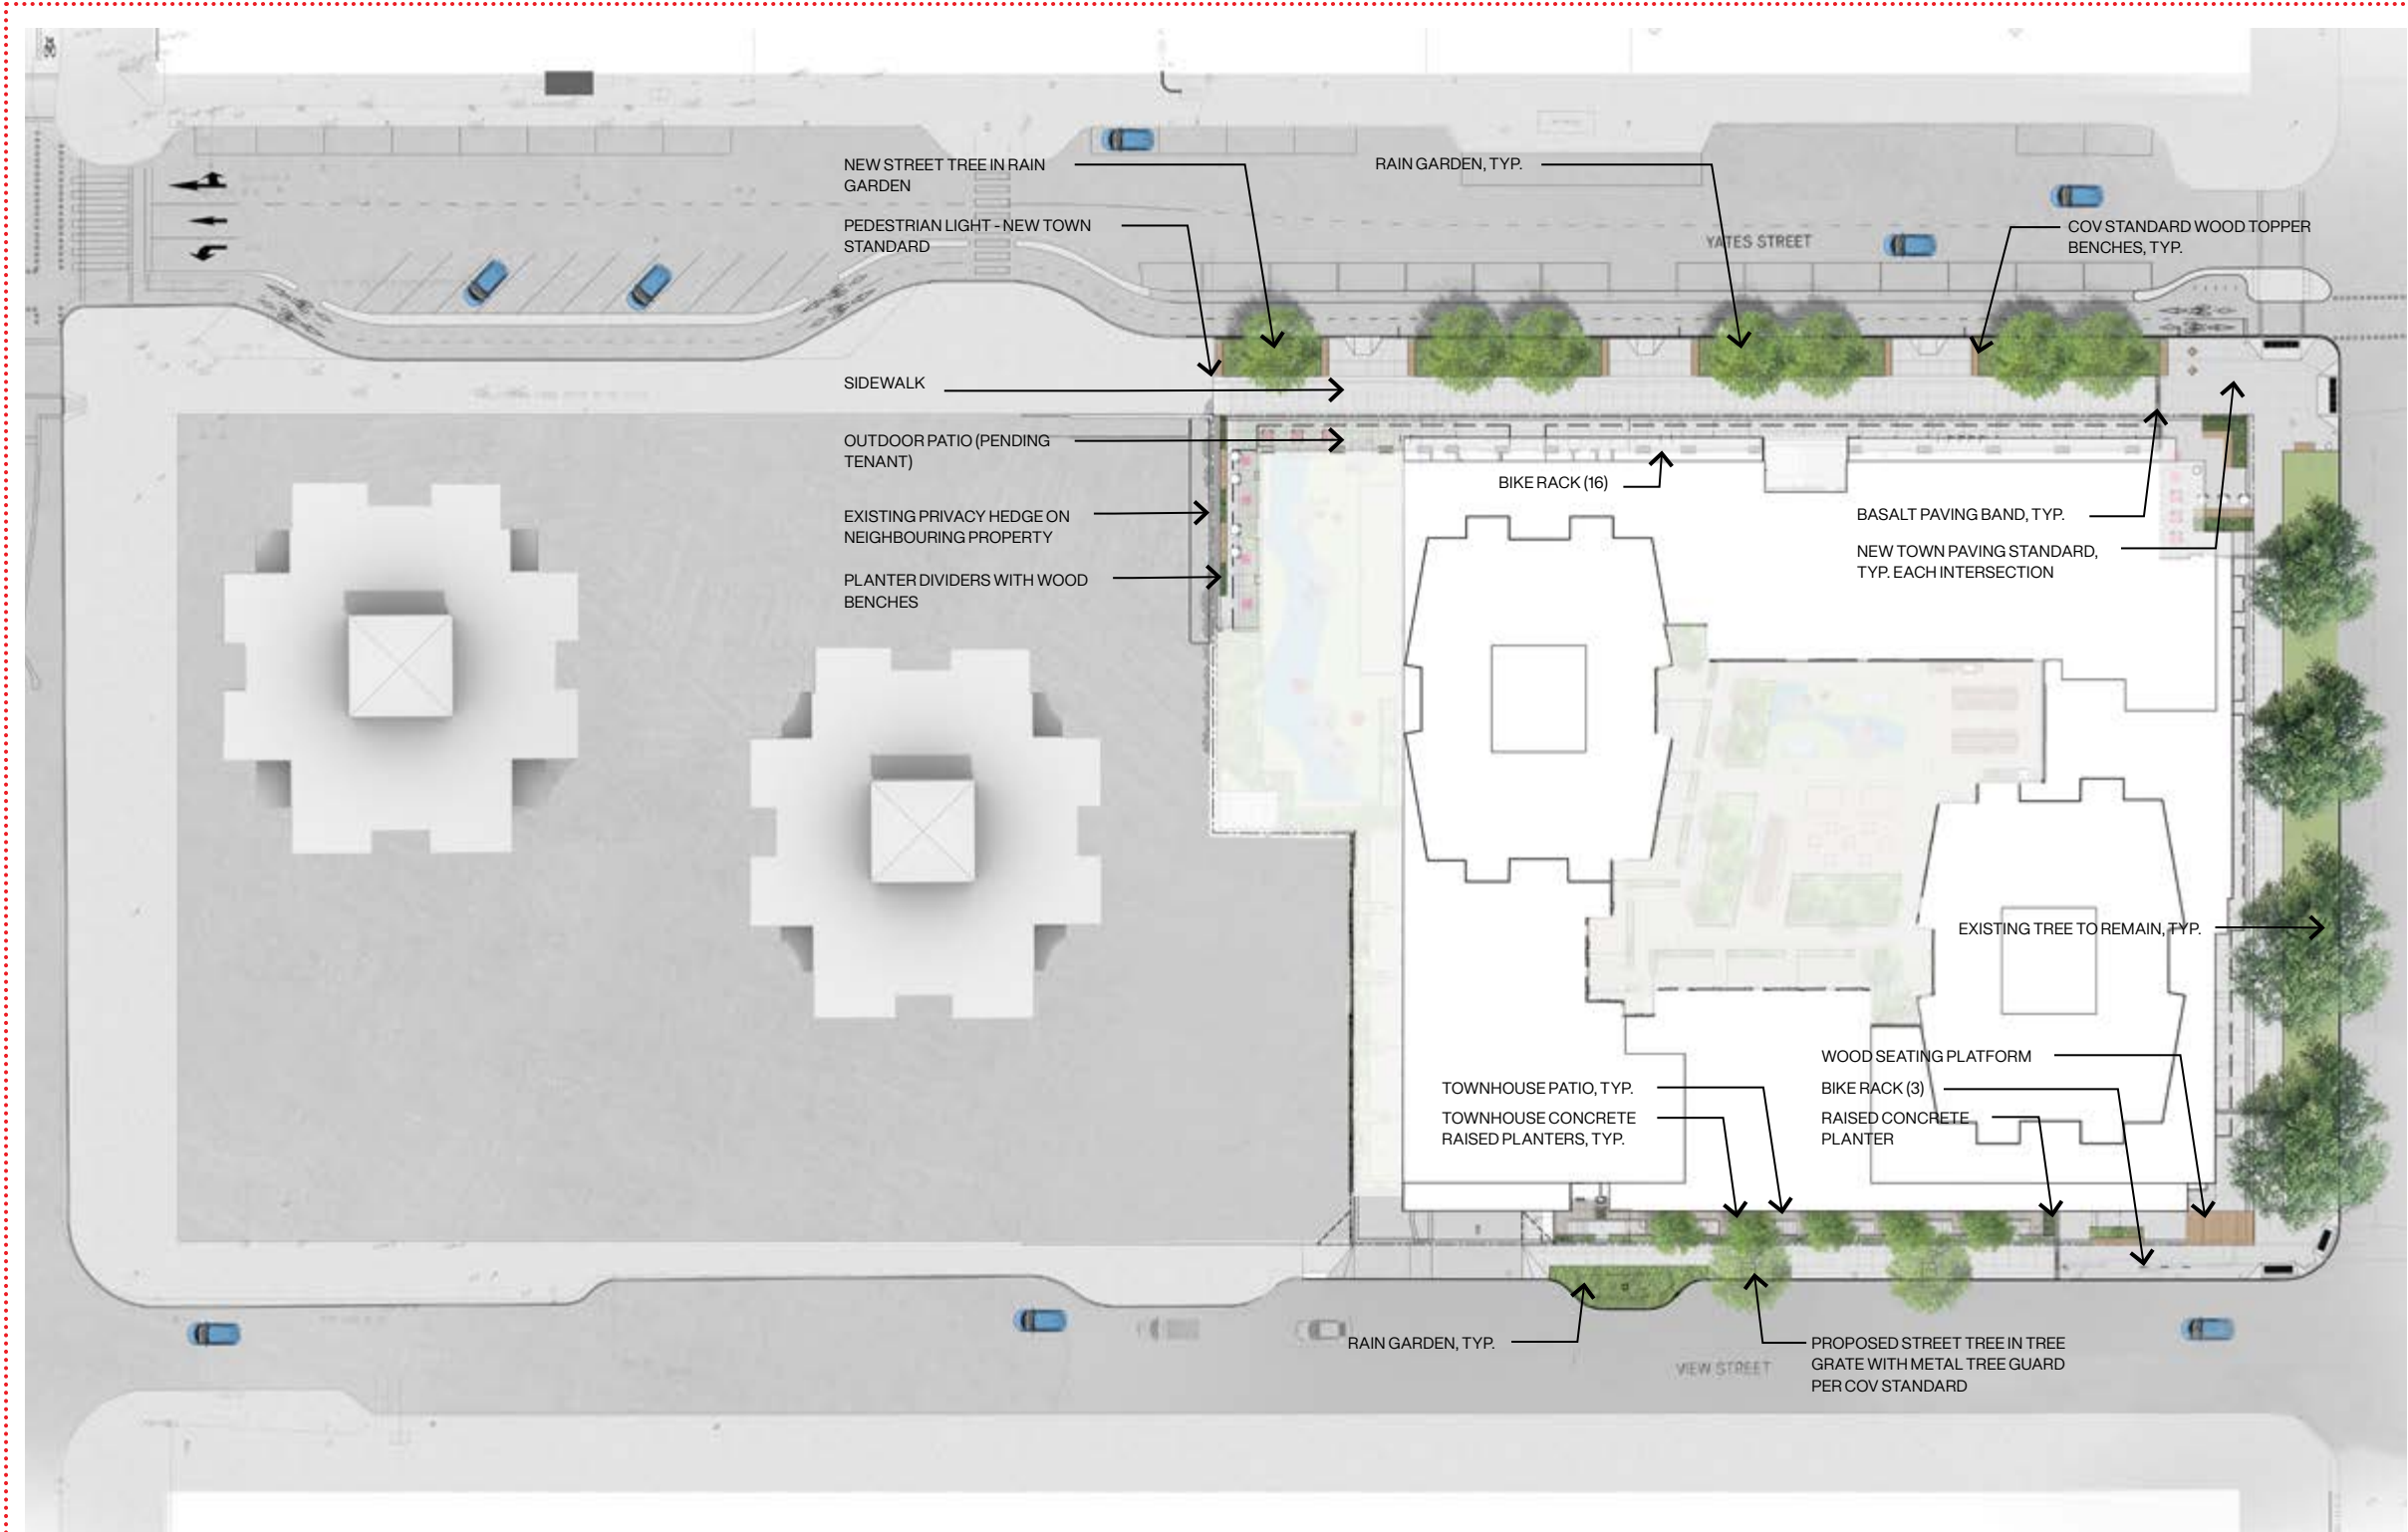 NEW STREET TREE IN RAIN
GARDEN
RAIN GARDEN, TYP.
PEDESTRIAN LIGHT - NEW TOWN
STANDARD
YATES STREET
COV STANDARD WOOD TOPPER
BENCHES, TYP.
SIDEWALK
OUTDOOR PATIO (PENDING
TENANT)
BIKE RACK (16)
EXISTING PRIVACY HEDGE ON
NEIGHBOURING PROPERTY
BASALT PAVING BAND, TYP.
NEW TOWN PAVING STANDARD,
TYP. EACH INTERSECTION
PLANTER DIVIDERS WITH WOOD
BENCHES
EXISTING TREE TO REMAIN, TYP.
WOOD SEATING PLATFORM
TOWNHOUSE PATIO, TYP.
BIKE RACK (3)
TOWNHOUSE CONCRETE
RAISED PLANTERS, TYP.
RAISED CONCRETE
PLANTER
RAIN GARDEN, TYP.
VIEW STREET
PROPOSED STREET TREE IN TREE
GRATE WITH METAL TREE GUARD
PER COV STANDARD